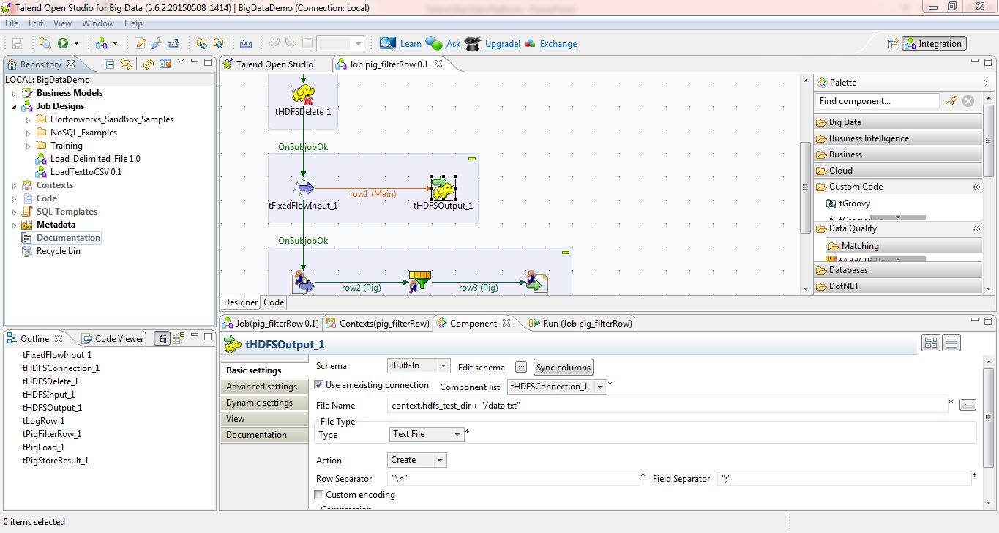 Talend Open Studio for Big Data (5.6.2.20150508_1414) | BigDataDemo (Connection: Local)
File Edit View Window Help
Learn Ask Upgrade! Exchange Integration
Repository
LOCAL: BigDataDemo
Business Models
Job Designs
Hortonworks_Sandbox_Samples
NoSQL_Examples
Training
Load_Delimited_File 1.0
LoadTexttoCSV 0.1
Contexts
Code
SQL Templates
Metadata
Documentation
Recycle bin
Talend Open Studio Job pig_filterRow 0.1
tHDFSDelete_1
OnSubjobOk
row1 (Main)
tFixedFlowInput_1 tHDFSOutput_1
OnSubjobOk
row2 (Pig) row3 (Pig)
Designer Code
Palette
Find component...
Big Data
Business Intelligence
Business
Cloud
Custom Code
tGroovy
Data Quality
Matching
Databases
DotNET
Outline Code Viewer
tFixedFlowInput_1
tHDFSConnection_1
tHDFSDelete_1
tHDFSInput_1
tHDFSOutput_1
tLogRow_1
tPigFilterRow_1
tPigLoad_1
tPigStoreResult_1
Job(pig_filterRow 0.1) Contexts(pig_filterRow) Component Run (Job pig_filterRow)
tHDFSOutput_1
Basic settings
Advanced settings
Dynamic settings
View
Documentation
Schema Built-In Edit schema ... Sync columns
Use an existing connection Component list tHDFSConnection_1 *
File Name context.hdfs_test_dir + "/data.txt" * ...
File Type
Type Text File *
Action Create
Row Separator "\n" * Field Separator ";" *
Custom encoding
Compression
0 items selected